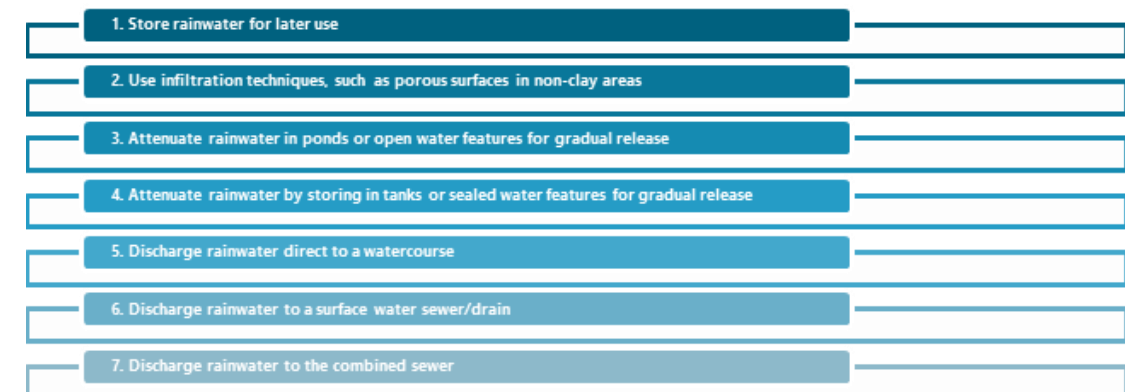 1. Store rainwater for later use
2. Use infiltration techniques, such as porous surfaces in non-clay areas
3. Attenuate rainwater in ponds or open water features for gradual release
4. Attenuate rainwater by storing in tanks or sealed water features for gradual release
5. Discharge rainwater direct to a watercourse
6. Discharge rainwater to a surface water sewer/drain
7. Discharge rainwater to the combined sewer